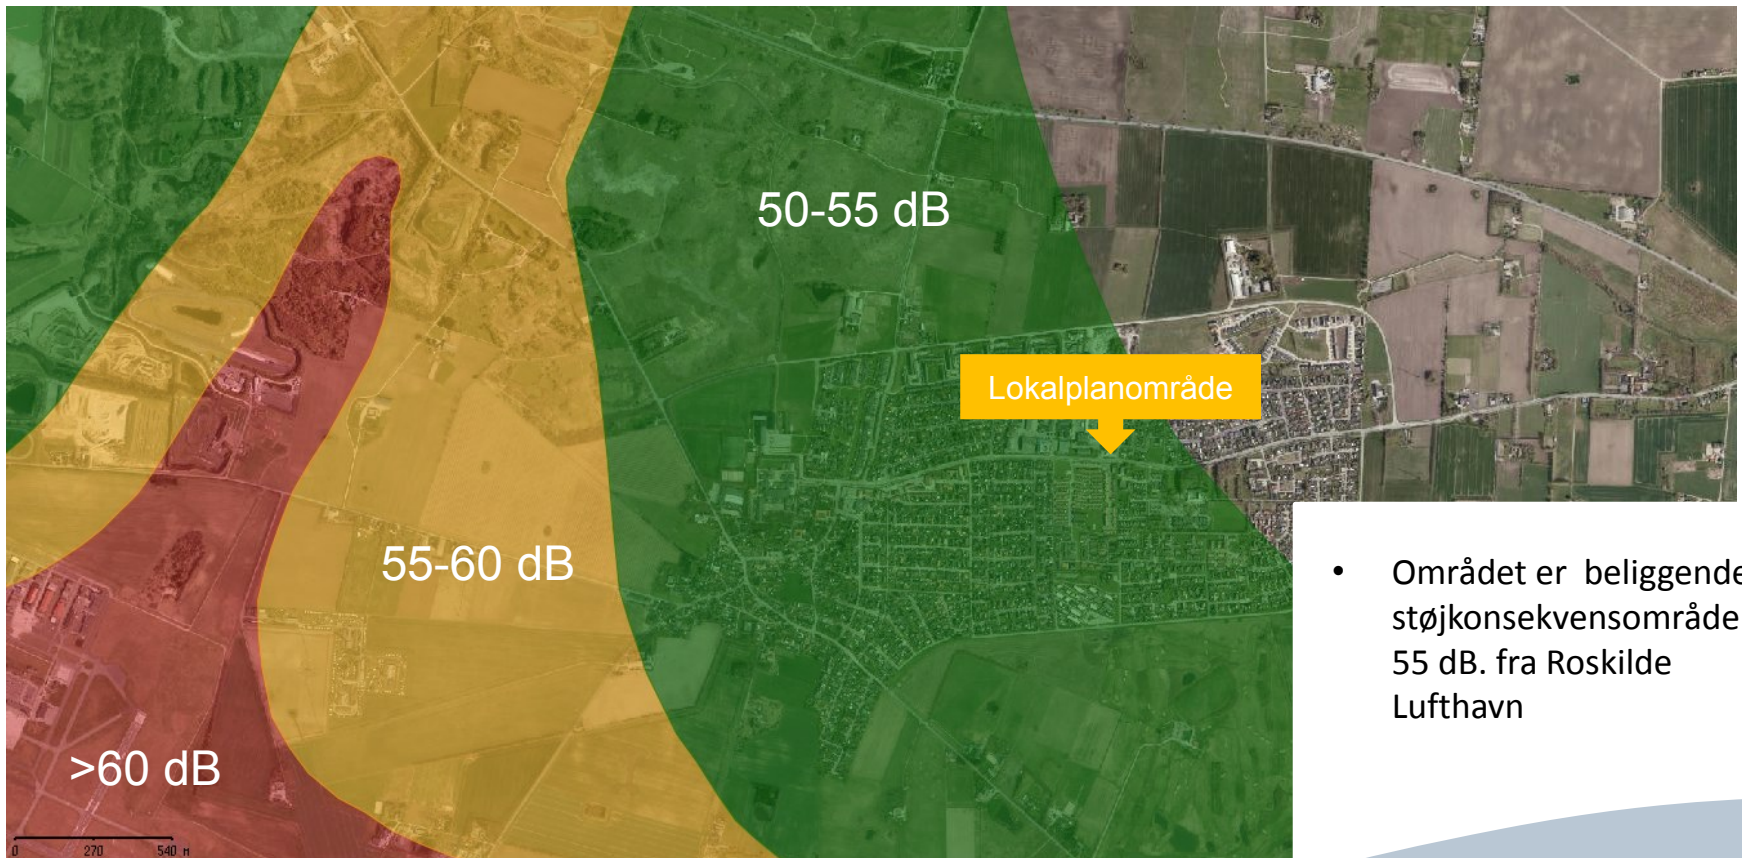 50-55 dB
Lokalplanområde
55-60 dB
>60 dB
• Området er beliggende
støjkonsekvensområde
55 dB. fra Roskilde
Lufthavn
0 270 540 m